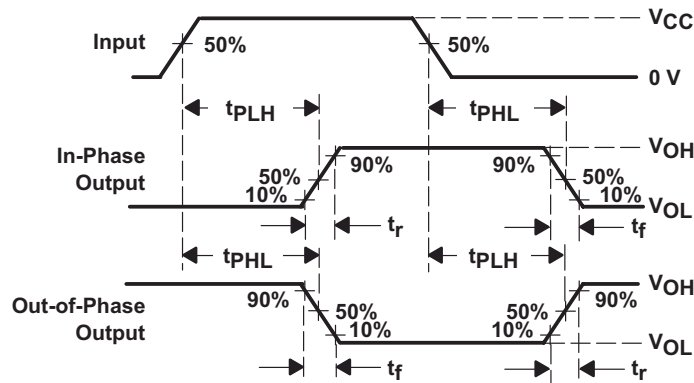 VCC
Input
50%
50%
0 V
tPLH
tPHL
In-Phase
Output
VOH
90%
90%
50%
50%
10%
10%
VOL
tr
tf
tPHL
tPLH
Out-of-Phase
Output
VOH
90%
90%
50%
50%
10%
10%
VOL
tf
tr